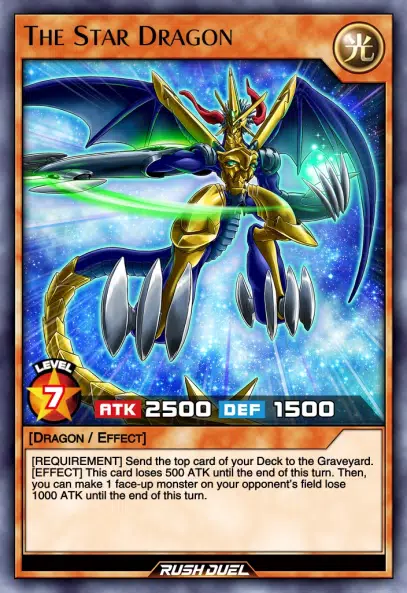 The Star Dragon
光
LEVEL
7
ATK 2500 DEF 1500
[Dragon / Effect]
[REQUIREMENT] Send the top card of your Deck to the Graveyard.
[EFFECT] This card loses 500 ATK until the end of this turn. Then,
you can make 1 face-up monster on your opponent's field lose
1000 ATK until the end of this turn.
RUSH DUEL